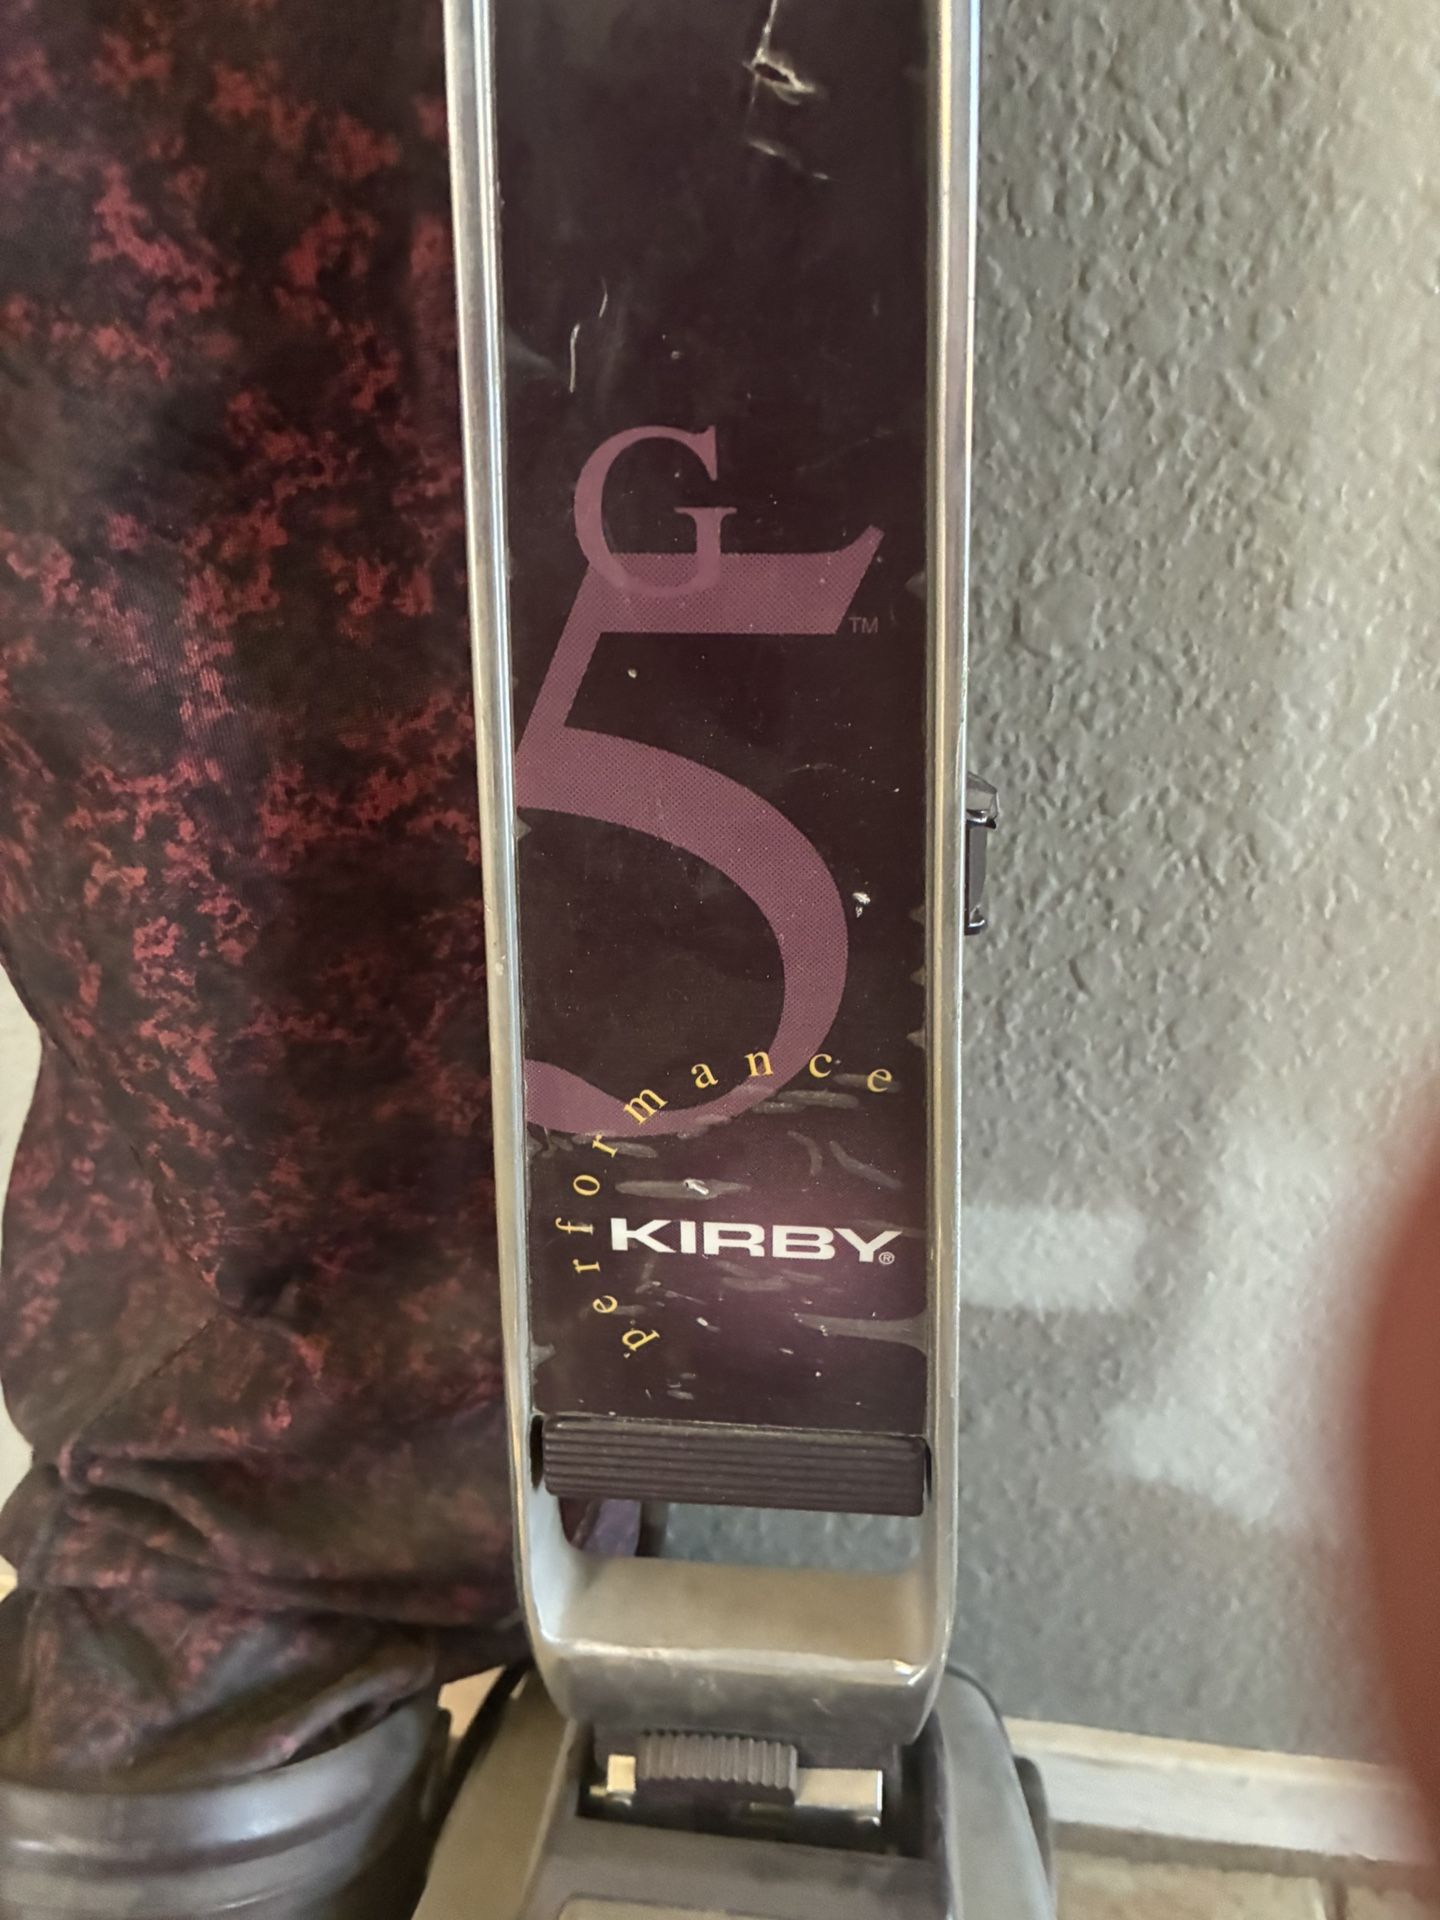 G
5™
performance
KIRBY®